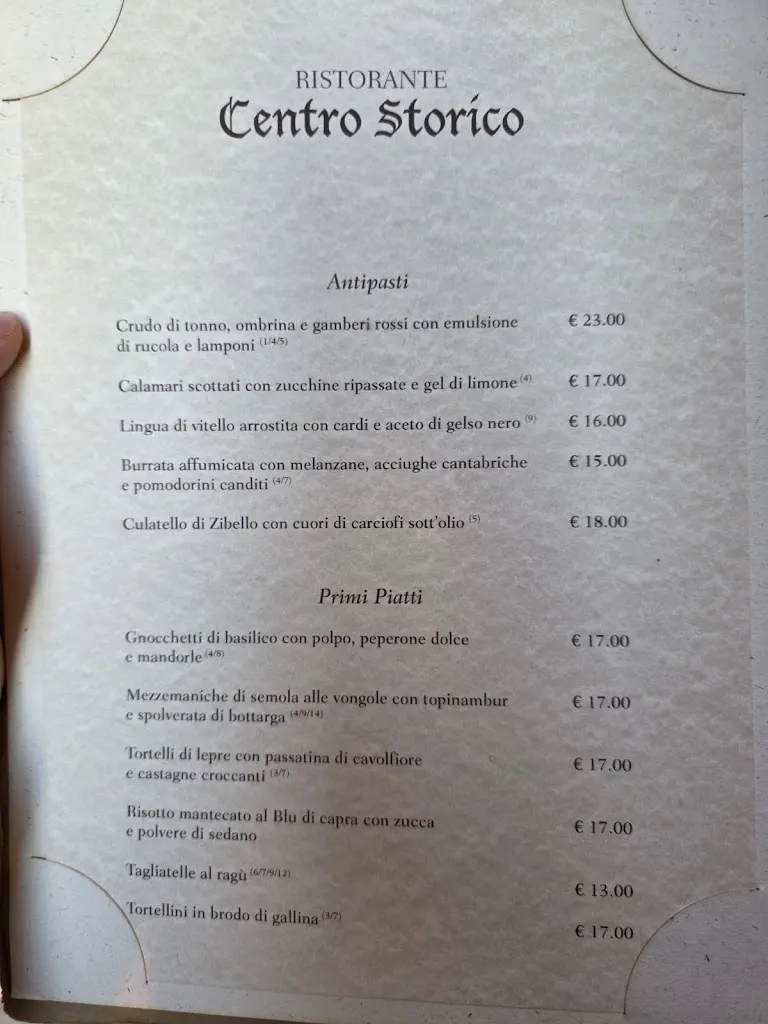 RISTORANTE
Centro Storico
Antipasti
Crudo di tonno, ombrina e gamberi rossi con emulsione € 23.00
di rucola e lamponi (1/4/5)
Calamari scottati con zucchine ripassate e gel di limone (4) € 17.00
Lingua di vitello arrostita con cardi e aceto di gelso nero (9) € 16.00
Burrata affumicata con melanzane, acciughe cantabriche € 15.00
e pomodorini canditi (4/7)
Culatello di Zibello con cuori di carciofi sott'olio (5) € 18.00
Primi Piatti
Gnocchetti di basilico con polpo, peperone dolce € 17.00
e mandorle (4/8)
Mezzemaniche di semola alle vongole con topinambur € 17.00
e spolverata di bottarga (4/9/14)
Tortelli di lepre con passatina di cavolfiore € 17.00
e castagne croccanti (3/7)
Risotto mantecato al Blu di capra con zucca € 17.00
e polvere di sedano
Tagliatelle al ragù (6/7/9/12) € 13.00
Tortellini in brodo di gallina (3/7) € 17.00